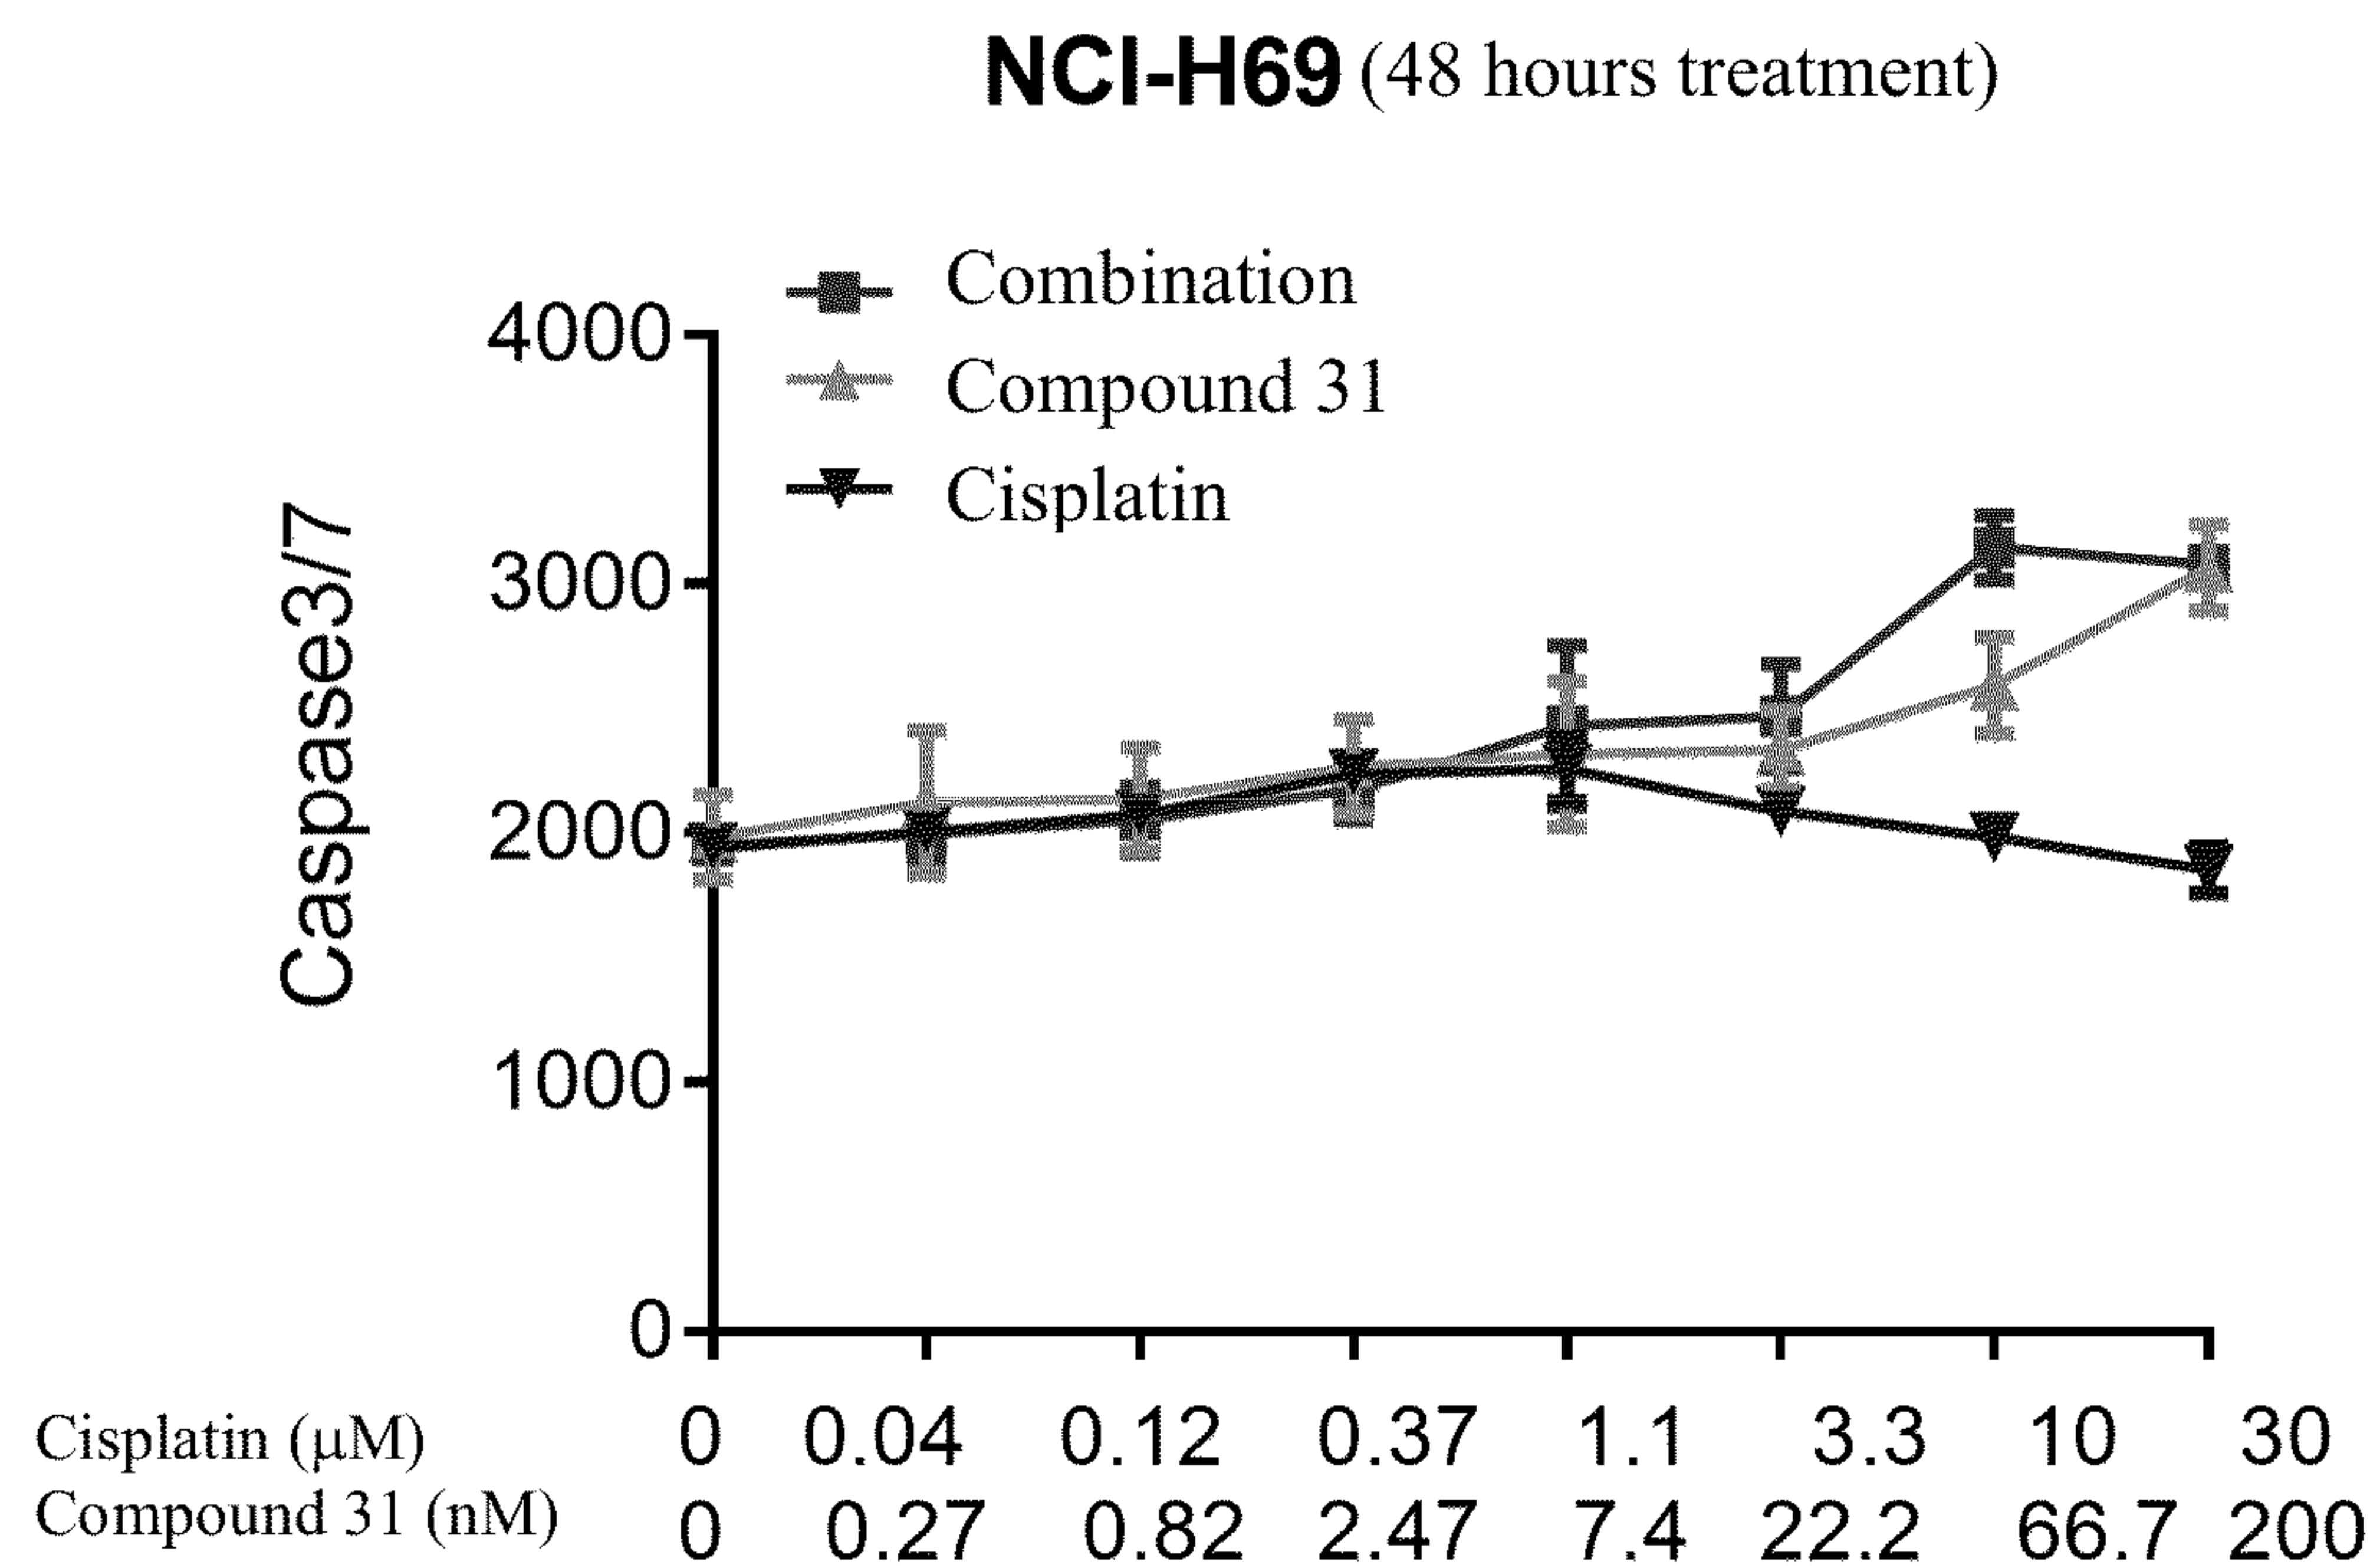 NCI-H69 (48 hours treatment)
Combination
Compound 31
Cisplatin
Caspase3/7
4000
3000
2000
1000
0
Cisplatin (μM) 0 0.04 0.12 0.37 1.1 3.3 10 30
Compound 31 (nM) 0 0.27 0.82 2.47 7.4 22.2 66.7 200